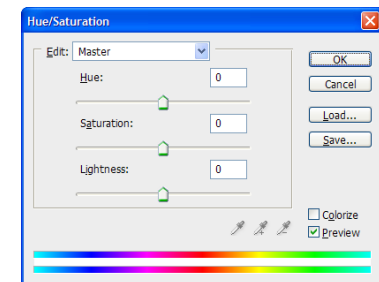 Hue/Saturation
Edit: Master
OK
Hue: 0
Cancel
Load...
Saturation: 0
Save...
Lightness: 0
Colorize
Preview